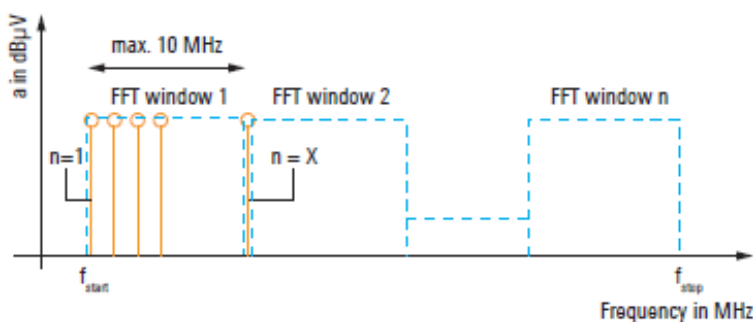 a in dBµV
max. 10 MHz
FFT window 1
FFT window 2
FFT window n
n=1
n = X
fstart
fstop
Frequency in MHz